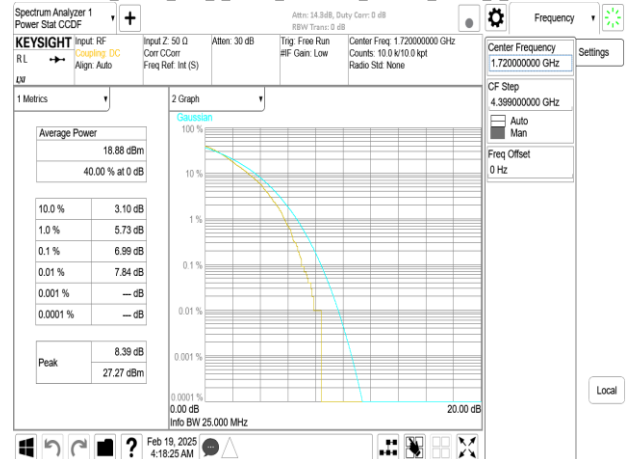 Spectrum Analyzer 1
Power Stat CCDF
Attn: 14.8dB, Duty Corr: 0 dB
RBW Trans: 0 dB
Frequency
KEYSIGHT
RL
Input: RF
Coupling: DC
Align: Auto
Input Z: 50 Ω
Corr CCorr
Freq Ref: Int (S)
Atten: 30 dB
Trig: Free Run
#IF Gain: Low
Center Freq: 1.720000000 GHz
Counts: 10.0 k/10.0 kpt
Radio Std: None
Center Frequency
1.720000000 GHz
Settings
CF Step
4.399000000 GHz
Auto
Man
Freq Offset
0 Hz
1 Metrics
Average Power
18.88 dBm
40.00 % at 0 dB
10.0 % 3.10 dB
1.0 % 5.73 dB
0.1 % 6.99 dB
0.01 % 7.84 dB
0.001 % — dB
0.0001 % — dB
Peak
8.39 dB
27.27 dBm
2 Graph
Gaussian
100 %
10 %
1 %
0.1 %
0.01 %
0.001 %
0.0001 %
0.00 dB
20.00 dB
Info BW 25.000 MHz
Local
?
Feb 19, 2025
4:18:25 AM